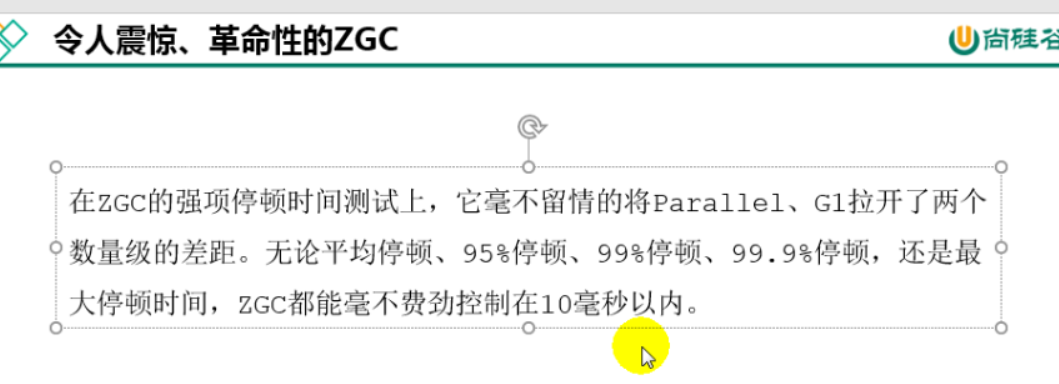 令人震惊、革命性的ZGC
尚硅谷
在ZGC的强项停顿时间测试上，它毫不留情的将Parallel、G1拉开了两个
数量级的差距。无论平均停顿、95%停顿、99%停顿、99.9%停顿，还是最
大停顿时间，ZGC都能毫不费劲控制在10毫秒以内。